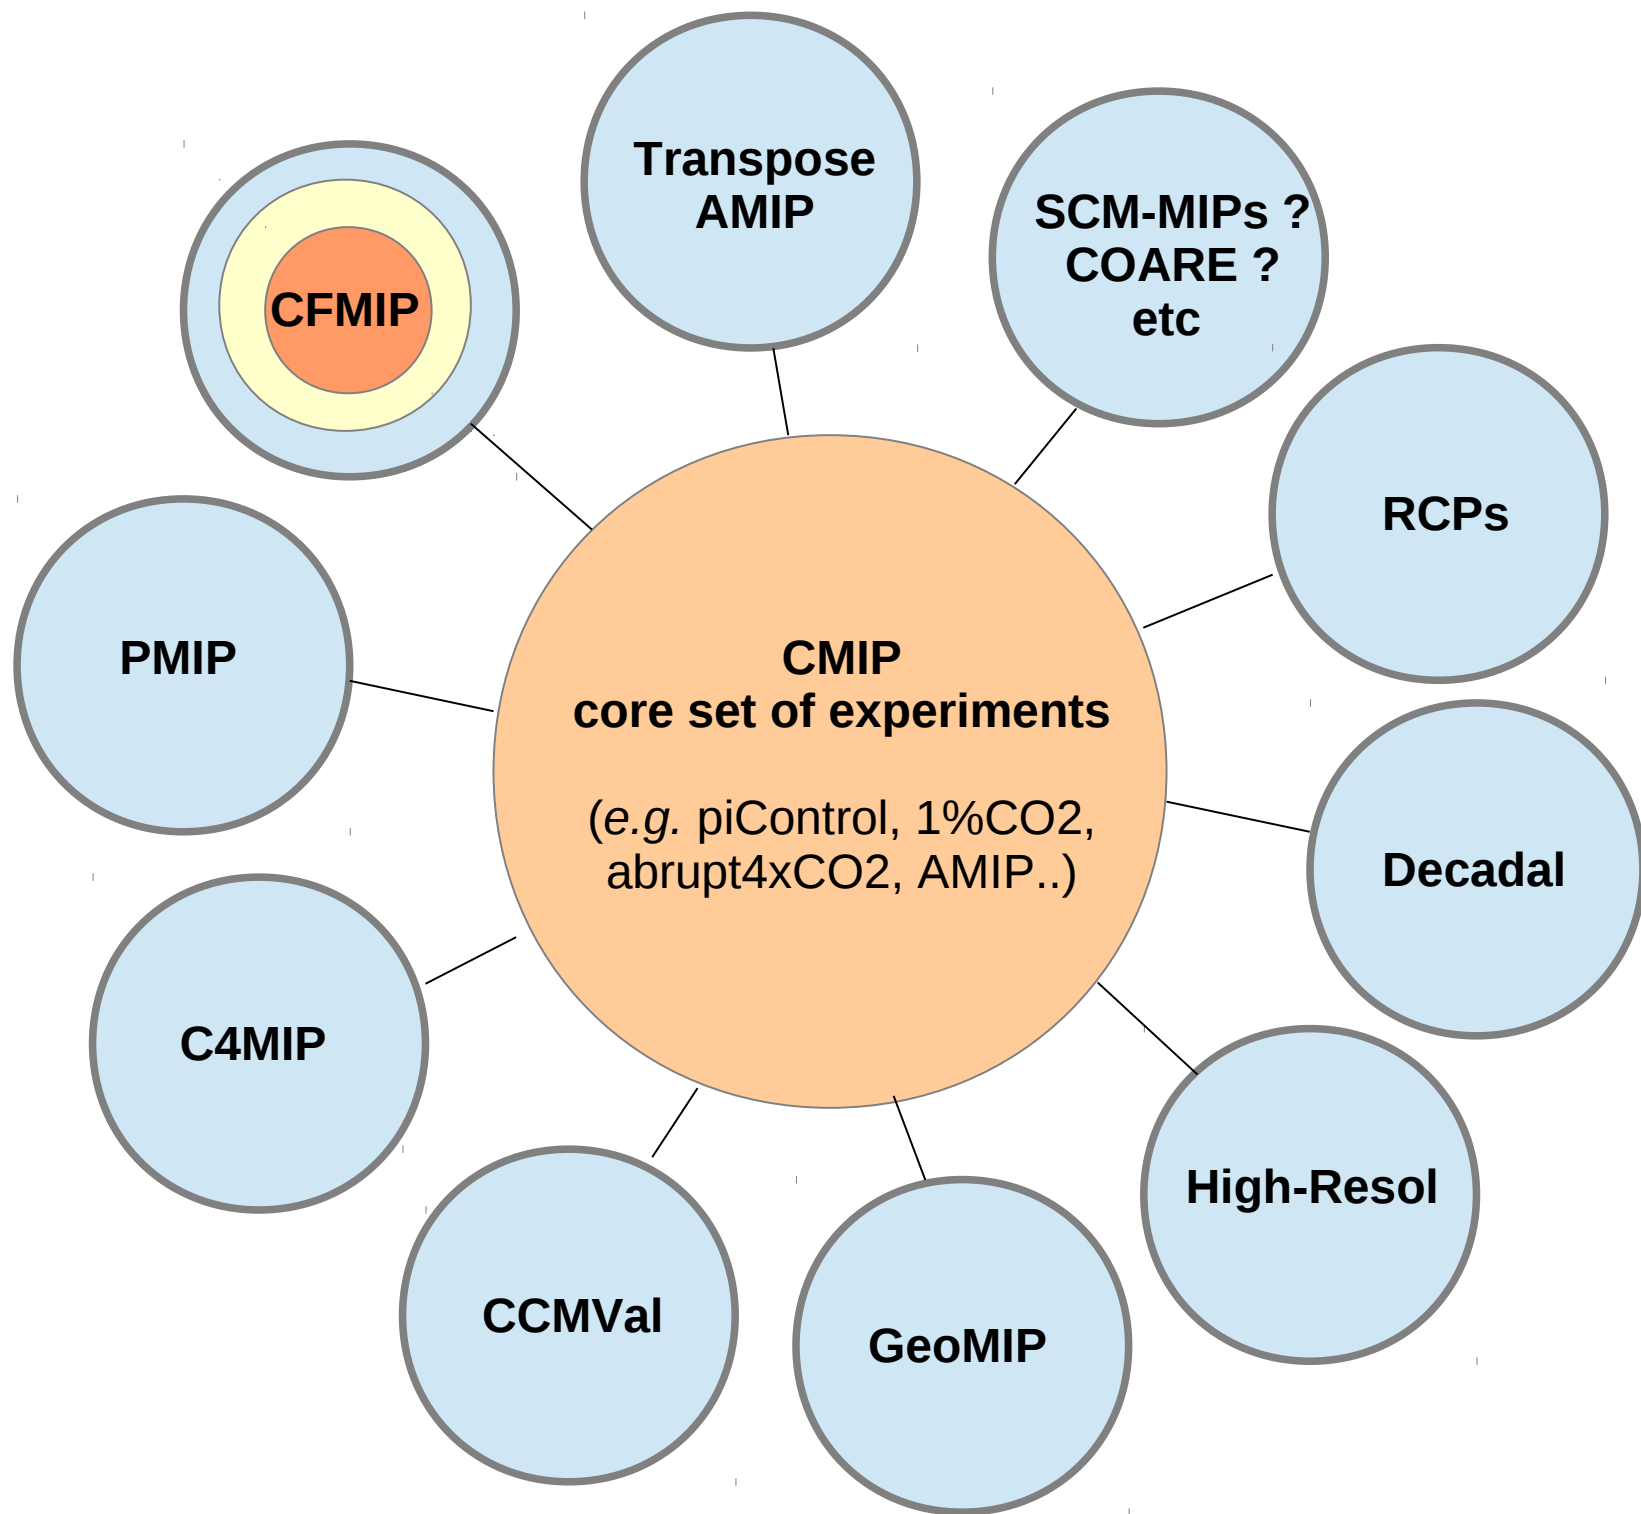 Transpose
AMIP
SCM-MIPs ?
COARE ?
etc
CFMIP
RCPs
PMIP
CMIP
core set of experiments
(e.g. piControl, 1%CO2,
abrupt4xCO2, AMIP..)
Decadal
C4MIP
High-Resol
CCMVal
GeoMIP